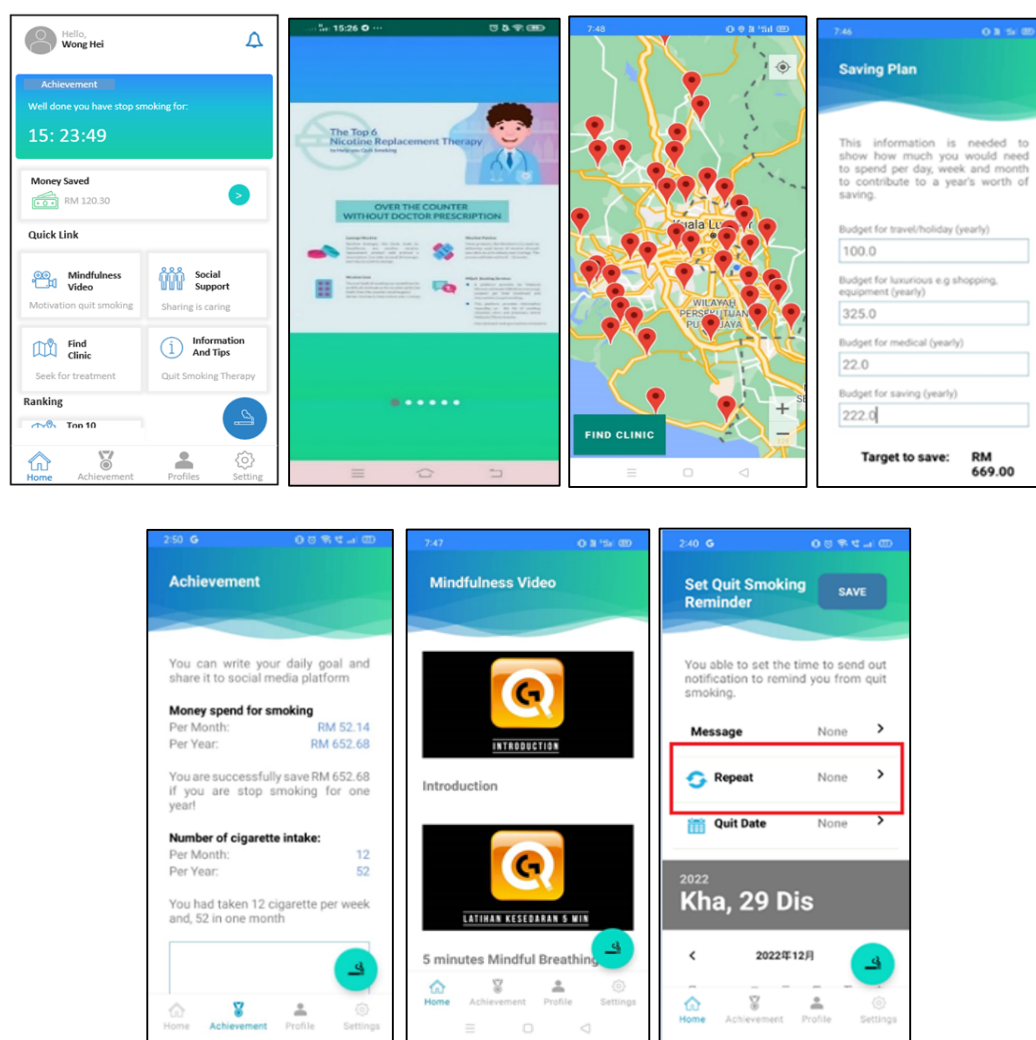 Hello,
Wong Hei
Achievement
Well done you have stop smoking for:
15: 23:49
Money Saved
RM 120.30
>
Quick Link
Mindfulness
Video
Motivation quit smoking
Social
Support
Sharing is caring
Find
Clinic
Seek for treatment
Information
And Tips
Quit Smoking Therapy
Ranking
Top 10
Home
Achievement
Profiles
Setting
15:26
The Top 6
Nicotine Replacement Therapy
to Help you Quit Smoking
OVER THE COUNTER
WITHOUT DOCTOR PRESCRIPTION
7:48
Kuala Lu
WILAYAH
PERSEKUTUAN
PUTRAJAYA
FIND CLINIC
7:46
Saving Plan
This information is needed to
show how much you would need
to spend per day, week and month
to contribute to a year's worth of
saving.
Budget for travel/holiday (yearly)
100.0
Budget for luxurious e.g shopping,
equipment (yearly)
325.0
Budget for medical (yearly)
22.0
Budget for saving (yearly)
222.0
Target to save: RM
669.00
2:50 G
Achievement
You can write your daily goal and
share it to social media platform
Money spend for smoking
Per Month: RM 52.14
Per Year: RM 652.68
You are successfully save RM 652.68
if you are stop smoking for one
year!
Number of cigarette intake:
Per Month: 12
Per Year: 52
You had taken 12 cigarette per week
and, 52 in one month
Home
Achievement
Profile
Settings
7:47
Mindfulness Video
INTRODUCTION
Introduction
LATIHAN KESEDARAN 5 MIN
5 minutes Mindful Breathing
Home
Achievement
Profile
Settings
2:40 G
Set Quit Smoking
Reminder
SAVE
You able to set the time to send out
notification to remind you from quit
smoking.
Message None >
Repeat None >
Quit Date None >
2022
Kha, 29 Dis
< 2022年12月
Home
Achievement
Profile
Settings